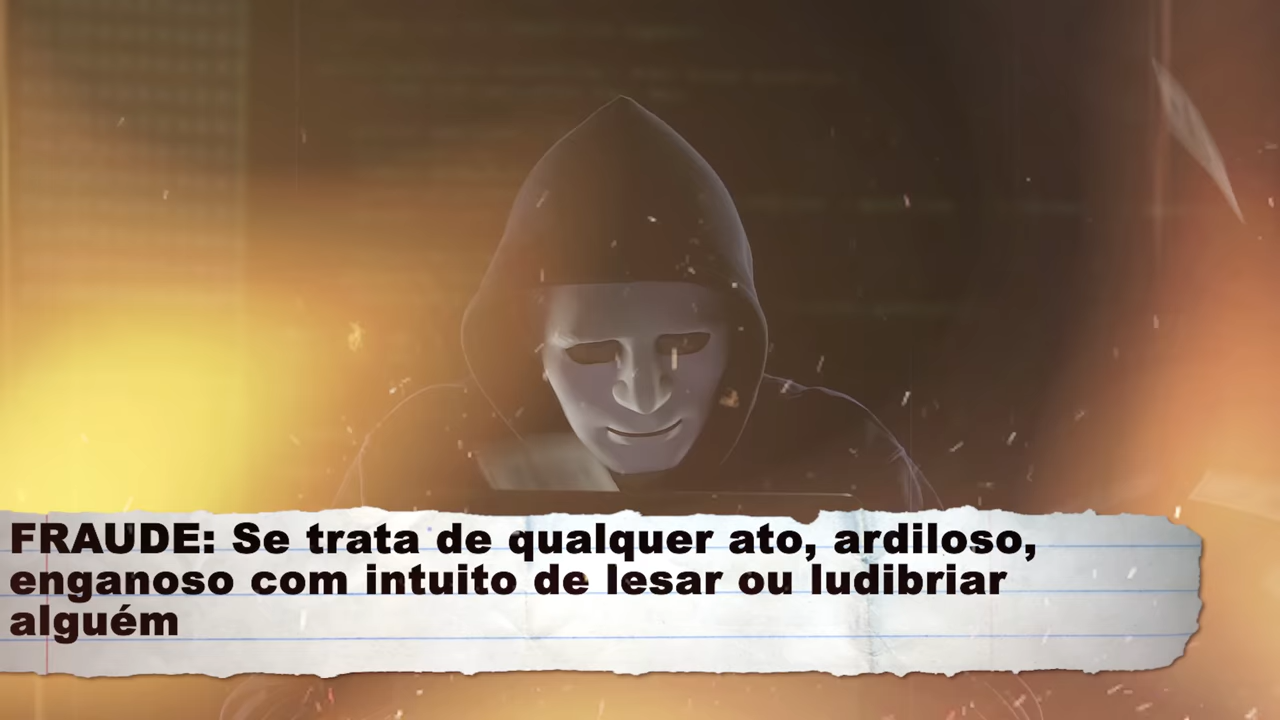 FRAUDE: Se trata de qualquer ato, ardiloso,
enganoso com intuito de lesar ou ludibriar
alguém